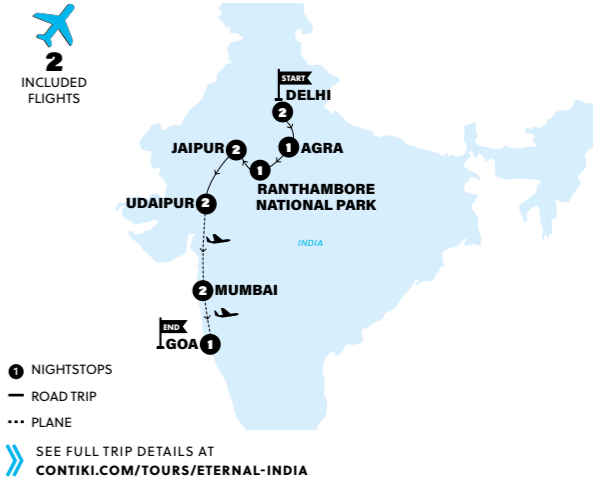 2
INCLUDED
FLIGHTS
START
DELHI
2
JAIPUR 2
1 AGRA
1
RANTHAMBORE
NATIONAL PARK
UDAIPUR 2
INDIA
2 MUMBAI
END
GOA 1
1 NIGHTSTOPS
ROAD TRIP
PLANE
SEE FULL TRIP DETAILS AT
CONTIKI.COM/TOURS/ETERNAL-INDIA